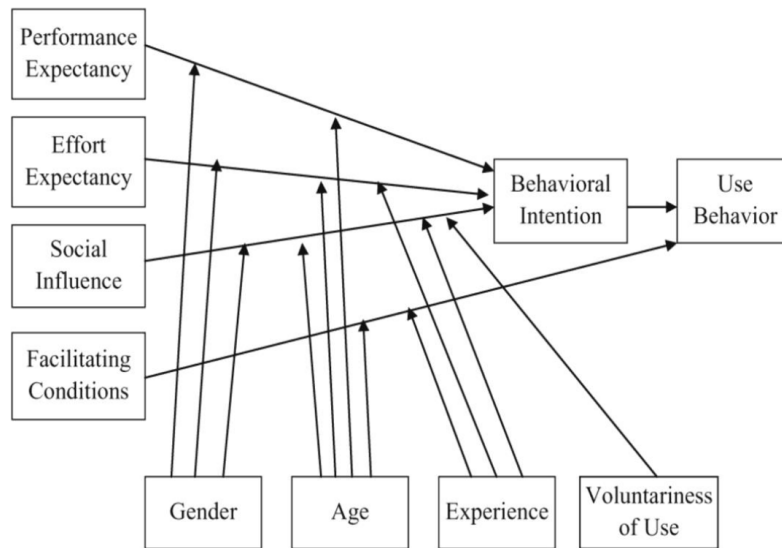 Performance
Expectancy
Effort
Expectancy
Social
Influence
Facilitating
Conditions
Behavioral
Intention
Use
Behavior
Gender
Age
Experience
Voluntariness
of Use